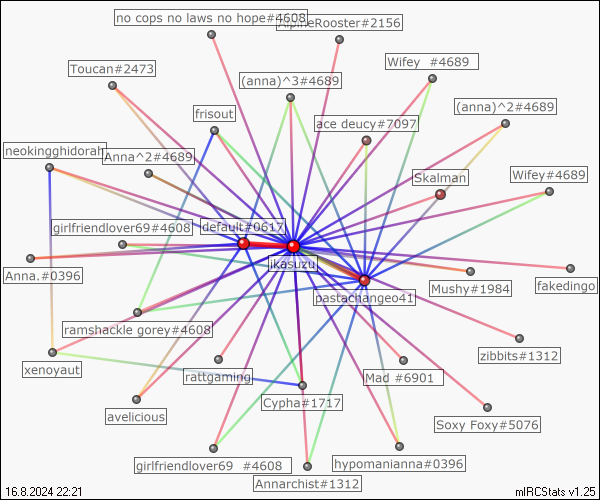 no cops no laws no hope#4608
AlpineRooster#2156
Toucan#2473
(anna)^3#4689
Wifey #4689
frisout
ace deucy#7097
(anna)^2#4689
neokingghidorah
Anna^2#4689
Skalman
Wifey#4689
girlfriendlover69#4608
default#0617
ikasuzu
Anna.#0396
pastachangeo41
Mushy#1984
fakedingo
ramshackle gorey#4608
zibbits#1312
xenoyaut
rattgaming
Mad #6901
avelicious
Cypha#1717
Soxy Foxy#5076
girlfriendlover69 #4608
hypomanianna#0396
Annarchist#1312
16.8.2024 22:21
mIRCStats v1.25